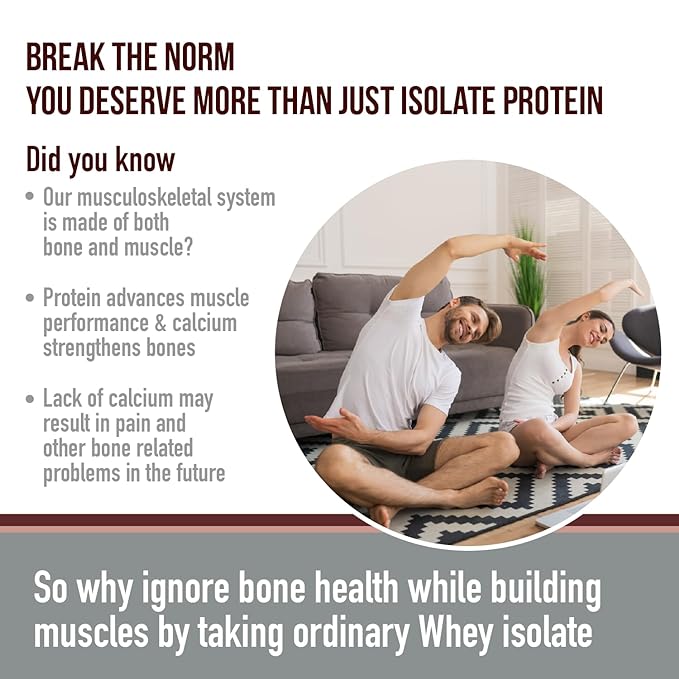 BREAK THE NORM
YOU DESERVE MORE THAN JUST ISOLATE PROTEIN
Did you know
• Our musculoskeletal system
is made of both
bone and muscle?
• Protein advances muscle
performance & calcium
strengthens bones
• Lack of calcium may
result in pain and
other bone related
problems in the future
So why ignore bone health while building
muscles by taking ordinary Whey isolate